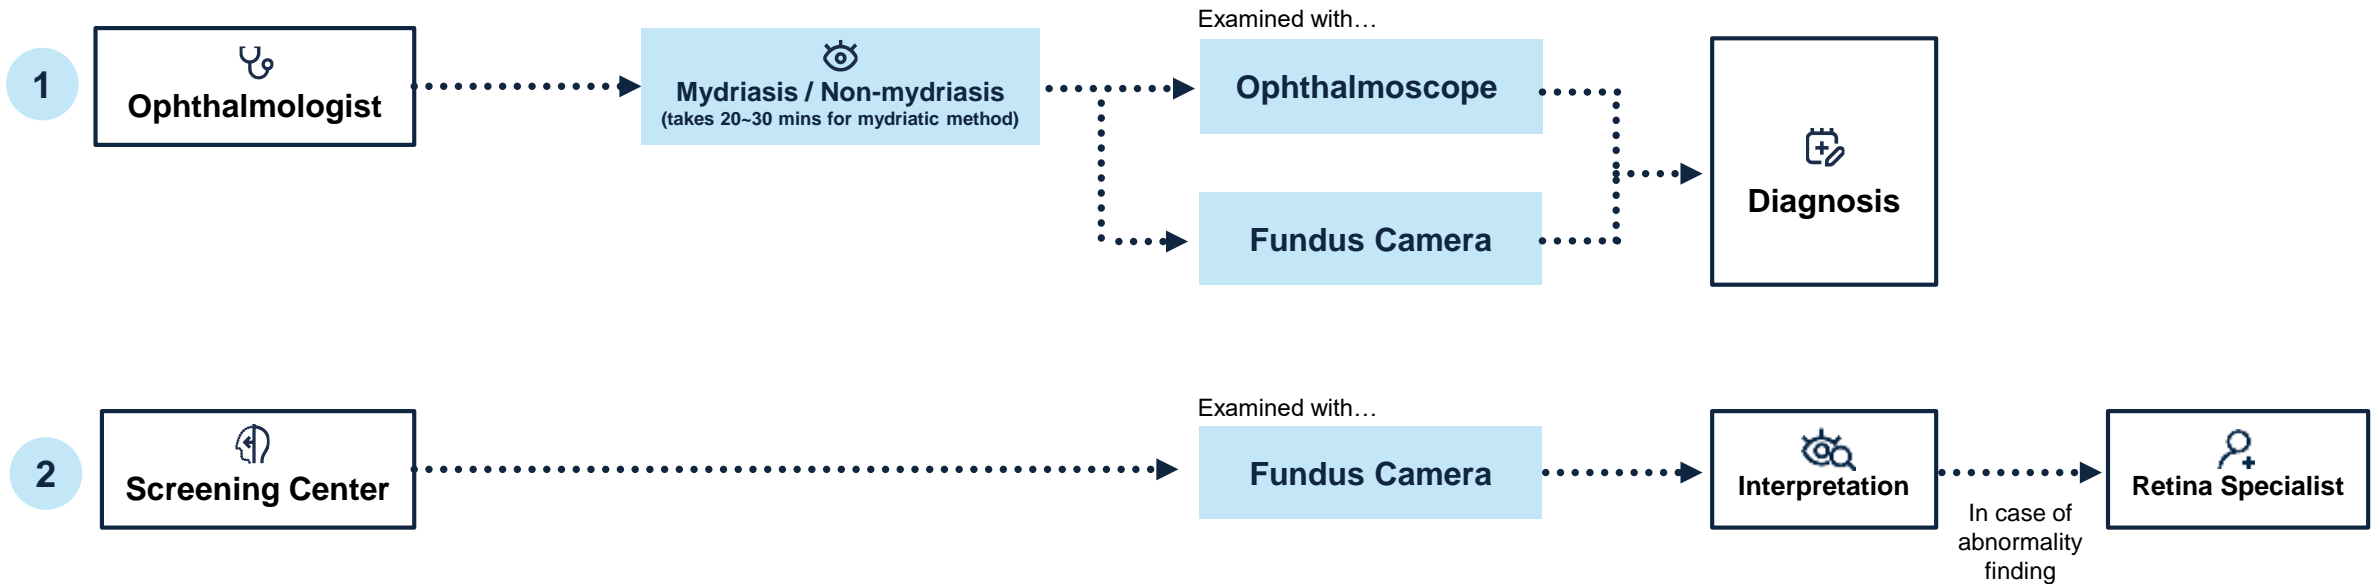 1
Ophthalmologist
Mydriasis / Non-mydriasis
(takes 20~30 mins for mydriatic method)
Examined with…
Ophthalmoscope
Fundus Camera
Diagnosis
2
Screening Center
Examined with…
Fundus Camera
Interpretation
In case of
abnormality
finding
Retina Specialist